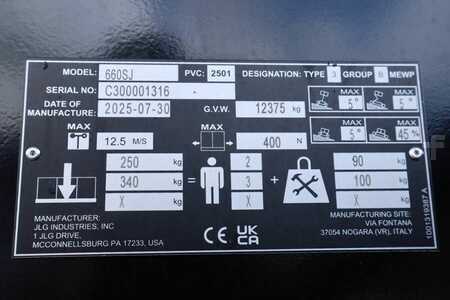 MODEL: 660SJ PVC: 2501 DESIGNATION: TYPE 3 GROUP B MEWP
SERIAL NO: C300001316
DATE OF MANUFACTURE: 2025-07-30 G.V.W. 12375 kg
MAX 5° MAX 5°
MAX 5° MAX 45%
MAX 12.5 M/S 400 N
250 kg = 2 + 90 kg
340 kg 3 100 kg
X kg X X kg
MANUFACTURER: MANUFACTURING SITE:
JLG INDUSTRIES, INC VIA FONTANA
1 JLG DRIVE, 37054 NOGARA (VR), ITALY
MCCONNELLSBURG PA 17233, USA
CE UK CA
1001319387 A